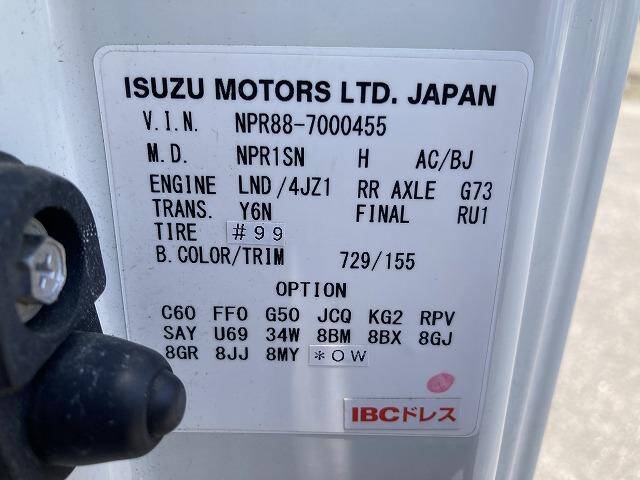 ISUZU MOTORS LTD. JAPAN
V.I.N. NPR88-7000455
M.D. NPR1SN H AC/BJ
ENGINE LND/4JZ1 RR AXLE G73
TRANS. Y6N FINAL RU1
TIRE #99
B.COLOR/TRIM 729/155
OPTION
C60 FF0 G50 JCQ KG2 RPV
SAY U69 34W 8BM 8BX 8GJ
8GR 8JJ 8MY *OW
IBCドレス